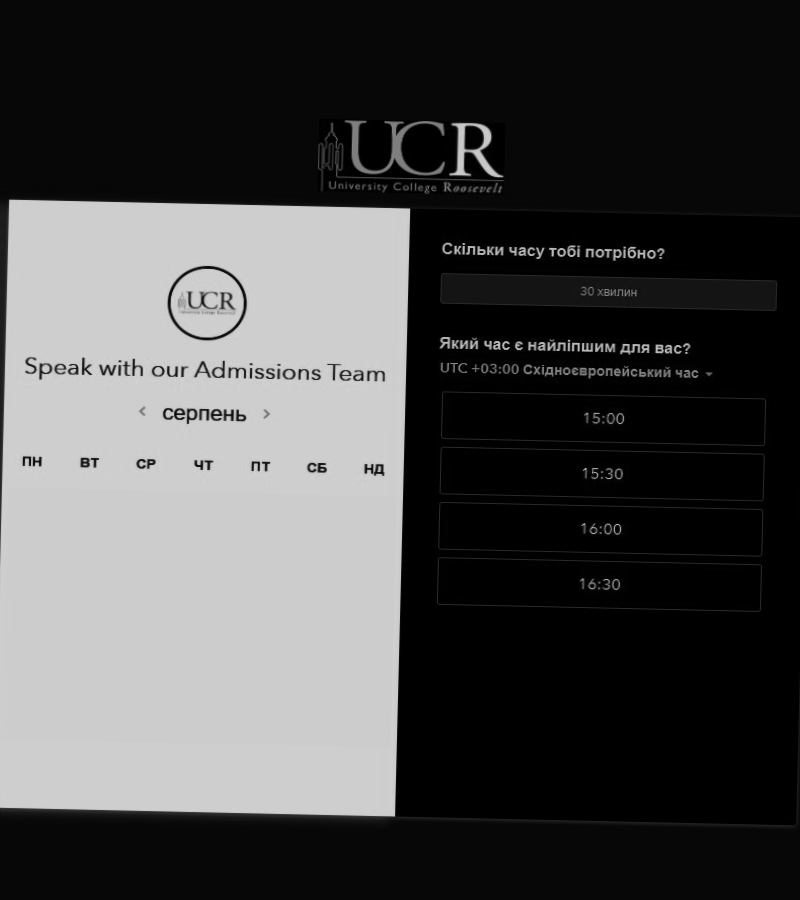 UCR
University College Roosevelt
UCR
University College Roosevelt
Speak with our Admissions Team
серпень
ПН ВТ СР ЧТ ПТ СБ НД
Скільки часу тобі потрібно?
30 хвилин
Який час є найліпшим для вас?
UTC +03:00 Східноєвропейський час
15:00
15:30
16:00
16:30